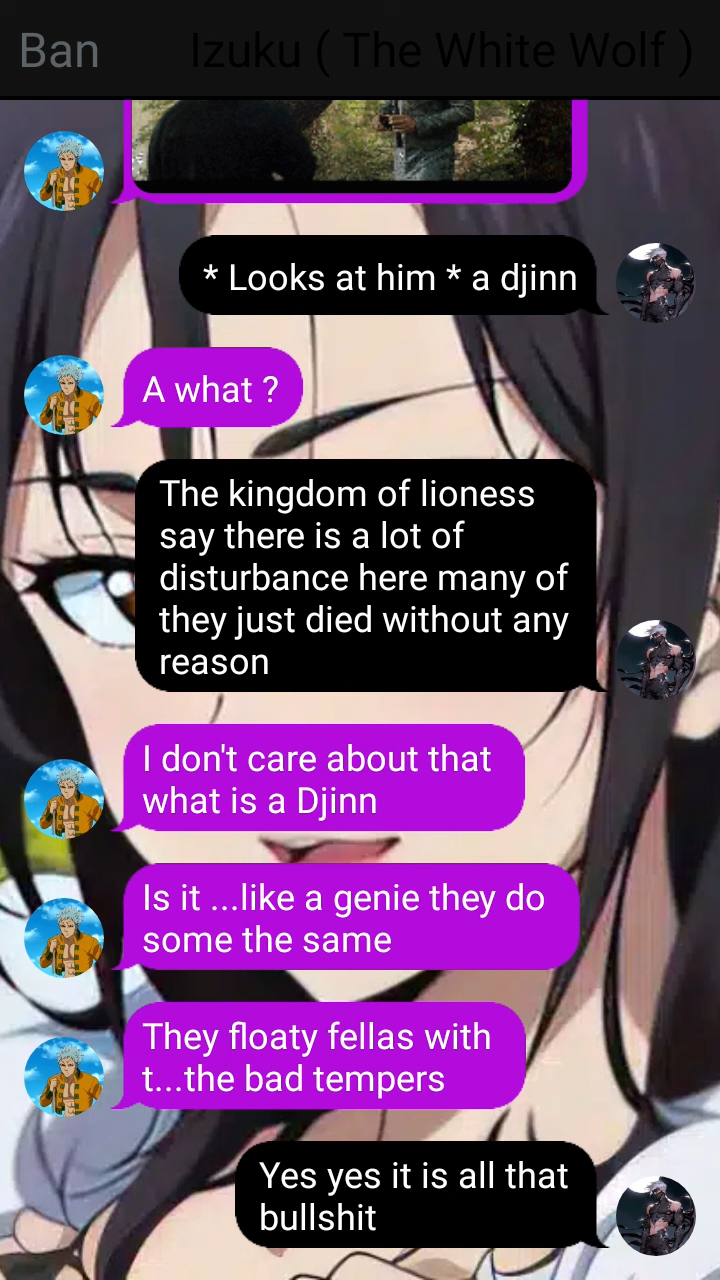 Ban Izuku ( The White Wolf )
* Looks at him * a djinn
A what ?
The kingdom of lioness
say there is a lot of
disturbance here many of
they just died without any
reason
I don't care about that
what is a Djinn
Is it ...like a genie they do
some the same
They floaty fellas with
t...the bad tempers
Yes yes it is all that
bullshit